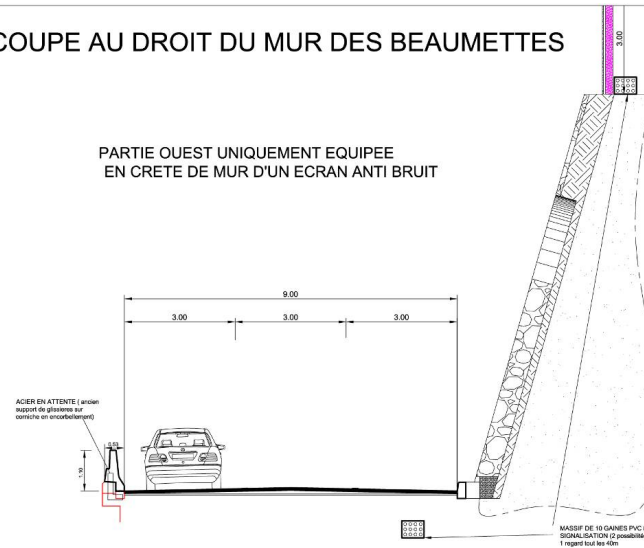 COUPE AU DROIT DU MUR DES BEAUMETTES
3.00
PARTIE OUEST UNIQUEMENT EQUIPEE
EN CRETE DE MUR D'UN ECRAN ANTI BRUIT
9.00
3.00 3.00 3.00
ACIER EN ATTENTE ( ancien
support de glissieres sur
corniche en encorbellement)
0.53
1.10
MASSIF DE 10 GAINES PVC
SIGNALISATION (2 possibilité
1 regard tout les 40m